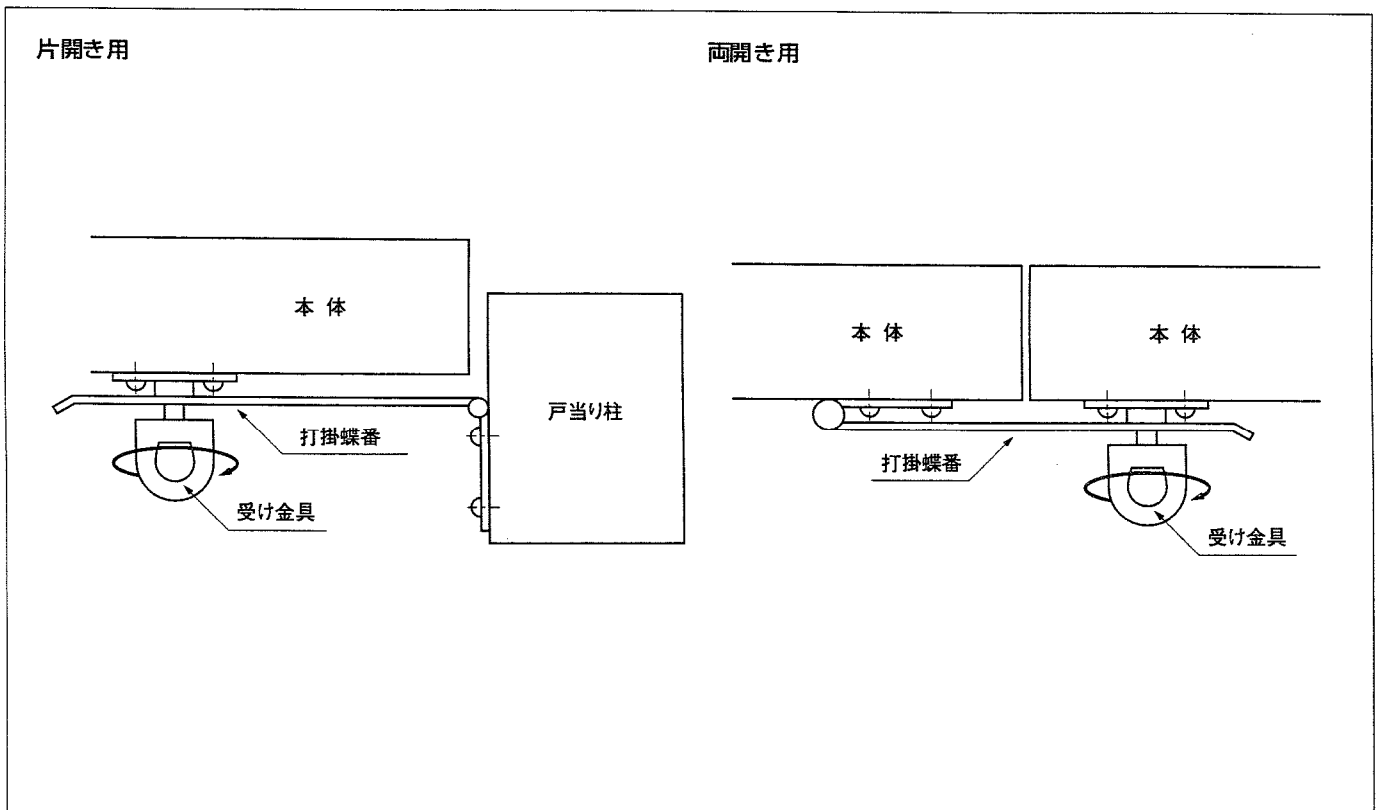 片開き用
本体
戸当り柱
打掛蝶番
受け金具
両開き用
本体
本体
打掛蝶番
受け金具